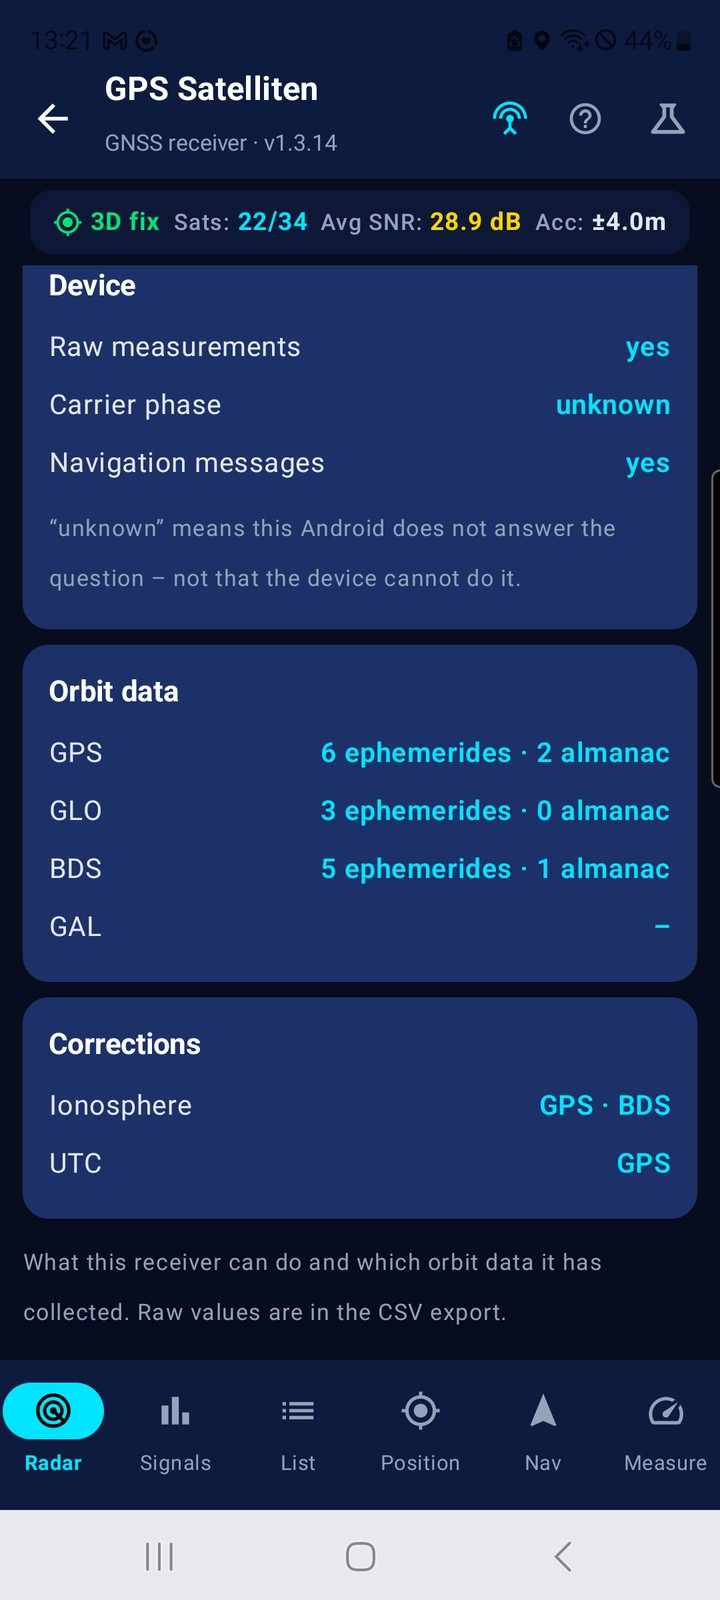 13:21 44%
GPS Satelliten
GNSS receiver · v1.3.14
3D fix Sats: 22/34 Avg SNR: 28.9 dB Acc: ±4.0m
Device
Raw measurements yes
Carrier phase unknown
Navigation messages yes
“unknown” means this Android does not answer the
question – not that the device cannot do it.
Orbit data
GPS 6 ephemerides · 2 almanac
GLO 3 ephemerides · 0 almanac
BDS 5 ephemerides · 1 almanac
GAL –
Corrections
Ionosphere GPS · BDS
UTC GPS
What this receiver can do and which orbit data it has
collected. Raw values are in the CSV export.
Radar Signals List Position Nav Measure